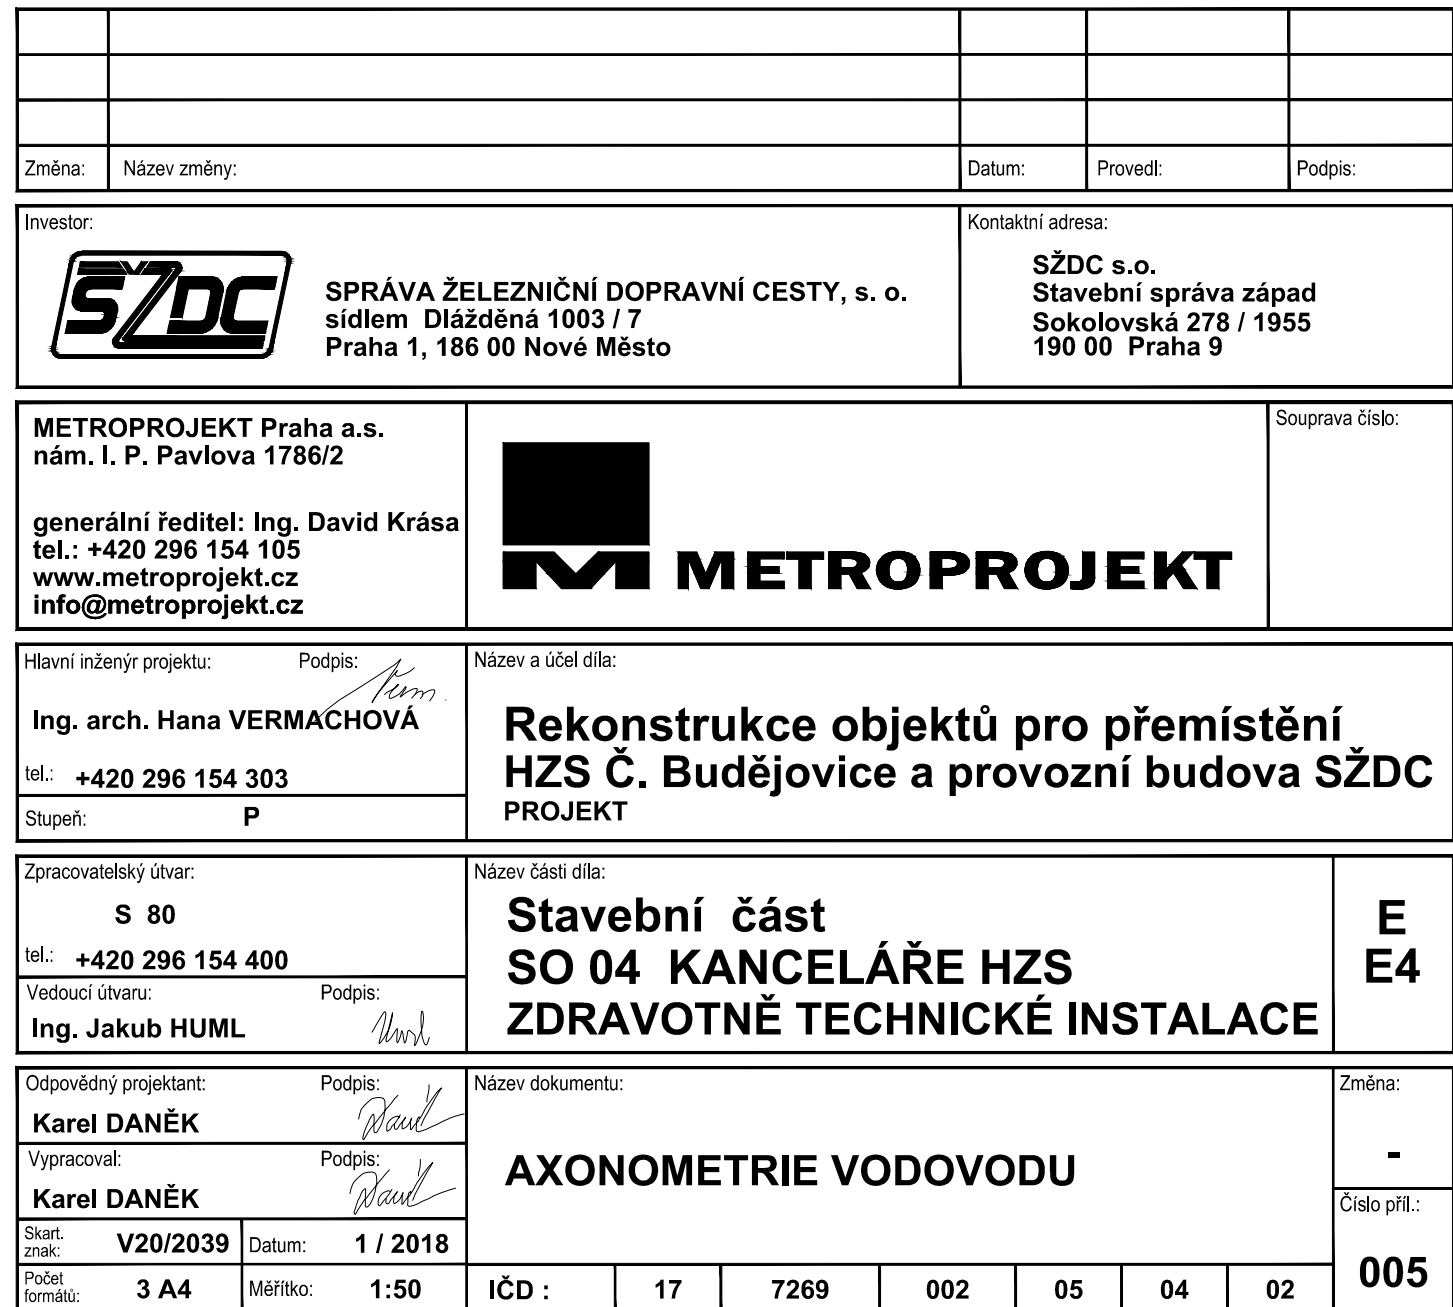 Změna: Název změny: Datum: Provedl: Podpis:
Investor:
SŽDC
SPRÁVA ŽELEZNIČNÍ DOPRAVNÍ CESTY, s. o.
sídlem Dlážděná 1003 / 7
Praha 1, 186 00 Nové Město
Kontaktní adresa:
SŽDC s.o.
Stavební správa západ
Sokolovská 278 / 1955
190 00 Praha 9
METROPROJEKT Praha a.s.
nám. I. P. Pavlova 1786/2
generální ředitel: Ing. David Krása
tel.: +420 296 154 105
www.metroprojekt.cz
info@metroprojekt.cz
METROPROJEKT
Souprava číslo:
Hlavní inženýr projektu: Podpis:
Ing. arch. Hana VERMACHOVÁ
tel.: +420 296 154 303
Stupeň: P
Název a účel díla:
Rekonstrukce objektů pro přemístění
HZS Č. Budějovice a provozní budova SŽDC
PROJEKT
Zpracovatelský útvar:
S 80
tel.: +420 296 154 400
Vedoucí útvaru: Podpis:
Ing. Jakub HUML
Název části díla:
Stavební část
SO 04 KANCELÁŘE HZS
ZDRAVOTNĚ TECHNICKÉ INSTALACE
E
E4
Odpovědný projektant: Podpis:
Karel DANĚK
Vypracoval: Podpis:
Karel DANĚK
Skart. znak: V20/2039 Datum: 1 / 2018
Počet formátů: 3 A4 Měřítko: 1:50
Název dokumentu:
AXONOMETRIE VODOVODU
IČD : 17 7269 002 05 04 02
Změna:
-
Číslo příl.:
005